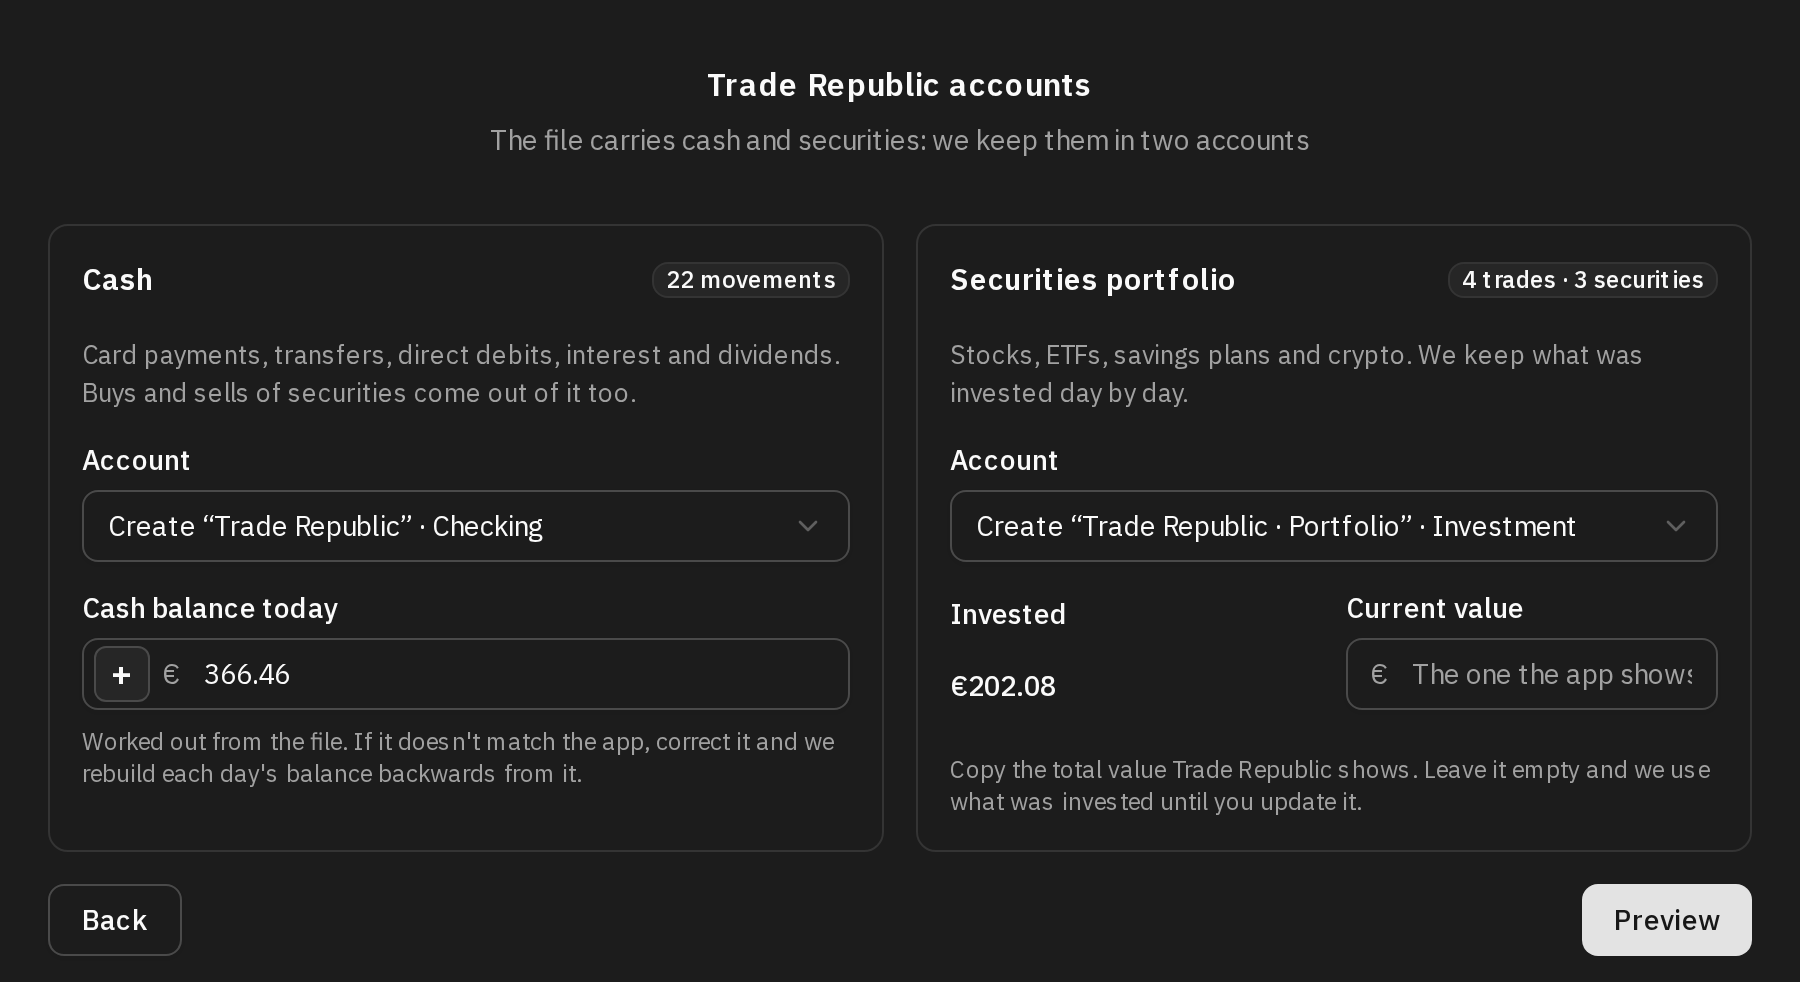 Trade Republic accounts
The file carries cash and securities: we keep them in two accounts
Cash
22 movements
Card payments, transfers, direct debits, interest and dividends.
Buys and sells of securities come out of it too.
Account
Create “Trade Republic” · Checking
Cash balance today
+ € 366.46
Worked out from the file. If it doesn't match the app, correct it and we
rebuild each day's balance backwards from it.
Securities portfolio
4 trades · 3 securities
Stocks, ETFs, savings plans and crypto. We keep what was
invested day by day.
Account
Create “Trade Republic · Portfolio” · Investment
Invested
€202.08
Current value
€ The one the app shows
Copy the total value Trade Republic shows. Leave it empty and we use
what was invested until you update it.
Back
Preview